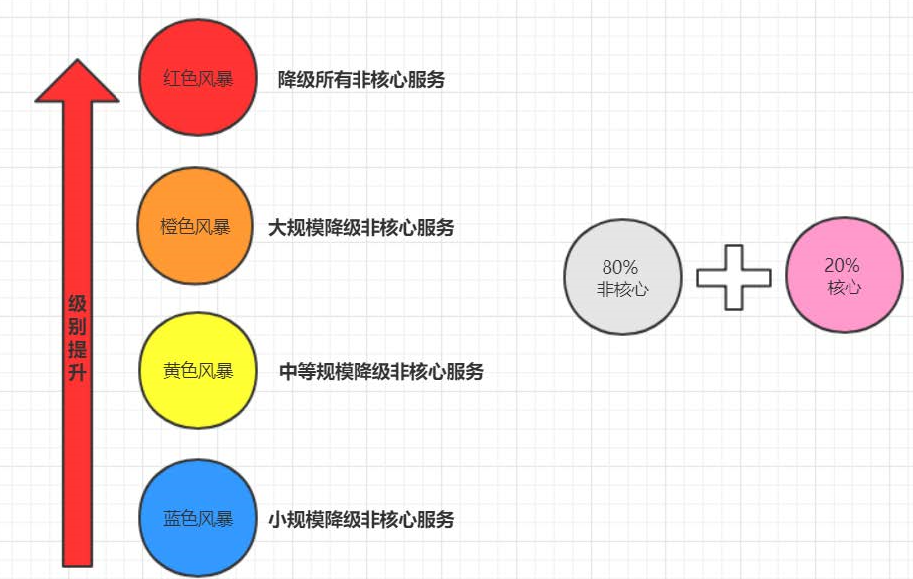 红色风暴
降级所有非核心服务
橙色风暴
大规模降级非核心服务
80%
非核心
20%
核心
级别提升
黄色风暴
中等规模降级非核心服务
蓝色风暴
小规模降级非核心服务